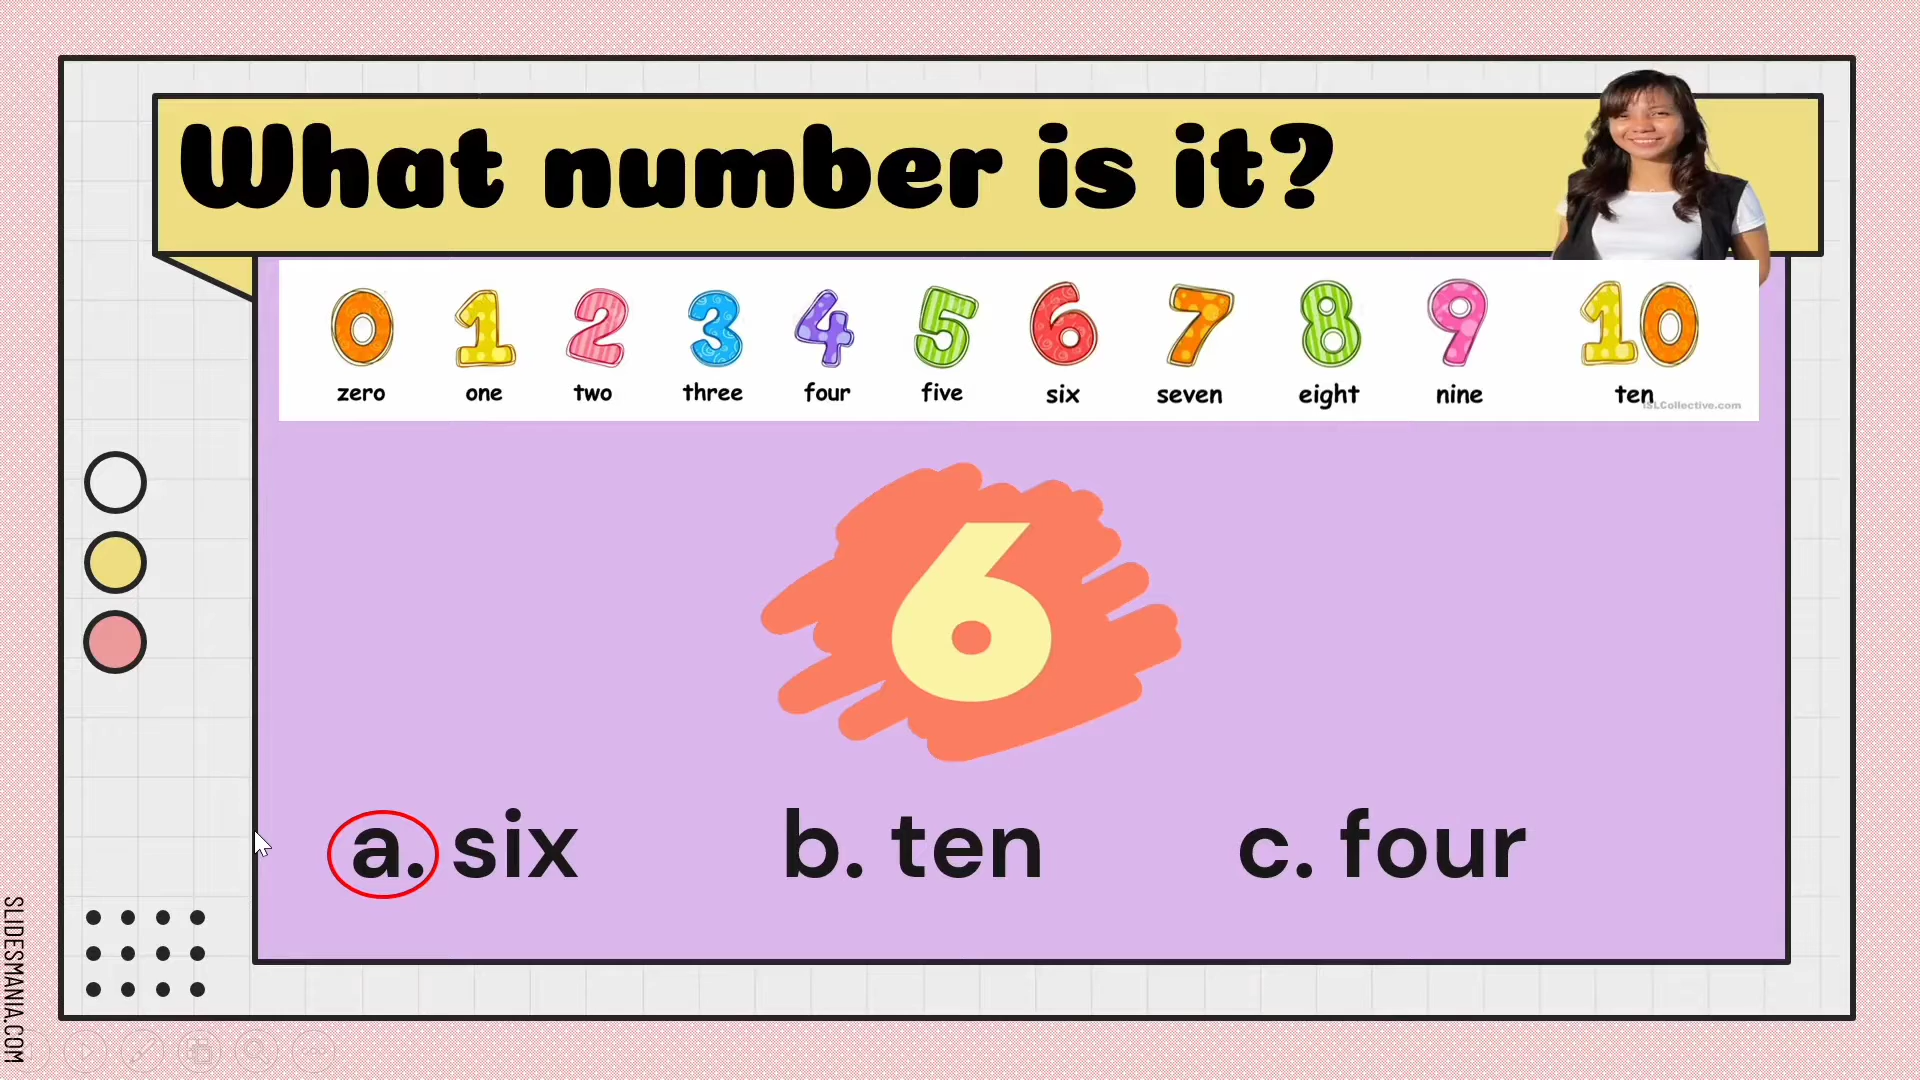 What number is it?
0 1 2 3 4 5 6 7 8 9 10
zero one two three four five six seven eight nine ten
iSLCollective.com
6
a. six b. ten c. four
SLIDESMANIA.COM